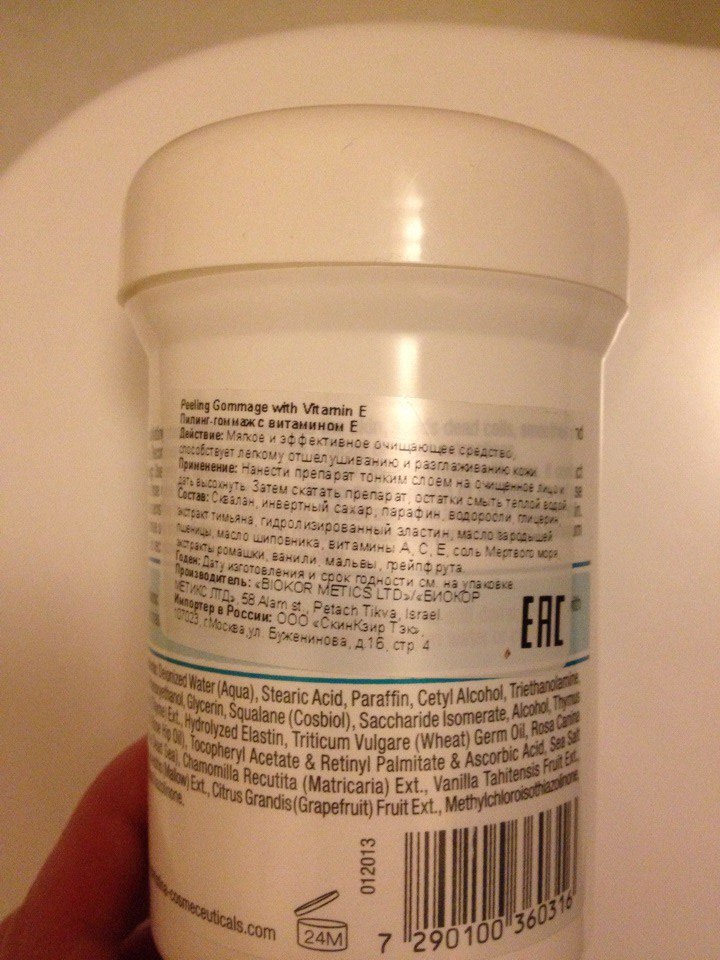 Peeling Gommage with Vitamin E
Пилинг-гоммаж с витамином Е
Действие: Мягкое и эффективное очищающее средство,
способствует легкому отшелушиванию и разглаживанию кожи.
Применение: Нанести препарат тонким слоем на очищенное лицо и
дать высохнуть. Затем скатать препарат, остатки смыть теплой водой.
Состав: Сквалан, инвертный сахар, парафин, водоросли, глицерин,
экстракт тимьяна, гидролизированный эластин, масло зародышей
пшеницы, масло шиповника, витамины А, С, Е, соль Мертвого моря,
экстракты ромашки, ванили, мальвы, грейпфрута.
Годен: Дату изготовления и срок годности см. на упаковке.
Производитель: «BIOKOR METICS LTD»/«БИОКОР
МЕТИКС ЛТД», 58 Alarn st., Petach Tikva, Israel
Импортер в России: ООО «СкинКэир Тэк»,
107023, г.Москва,ул. Буженинова, д.16, стр. 4
EAC
Deionized Water (Aqua), Stearic Acid, Paraffin, Cetyl Alcohol, Triethanolamine,
Glycerin, Squalane (Cosbiol), Saccharide Isomerate, Alcohol, Thymus
Ext., Hydrolyzed Elastin, Triticum Vulgare (Wheat) Germ Oil, Rosa Canina
Hip Oil), Tocopheryl Acetate & Retinyl Palmitate & Ascorbic Acid, Sea Salt
Sea), Chamomilla Recutita (Matricaria) Ext., Vanilla Tahitensis Fruit Ext.,
(Mallow) Ext., Citrus Grandis (Grapefruit) Fruit Ext., Methylchloroisothiazolinone,
012013
cosmeceuticals.com
24M
7 290100 360316